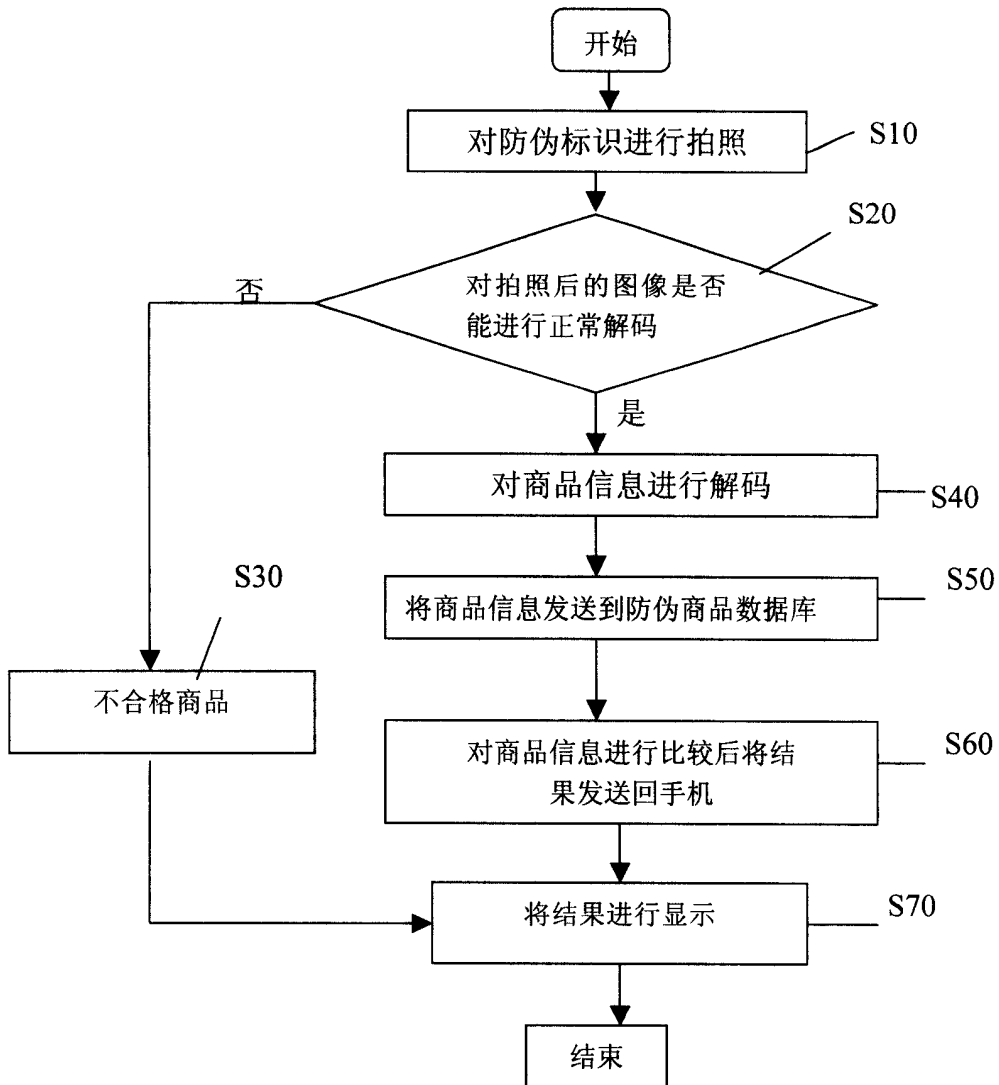 开始
对防伪标识进行拍照
S10
S20
否
对拍照后的图像是否
能进行正常解码
是
对商品信息进行解码
S40
S30
S50
将商品信息发送到防伪商品数据库
不合格商品
对商品信息进行比较后将结
果发送回手机
S60
将结果进行显示
S70
结束